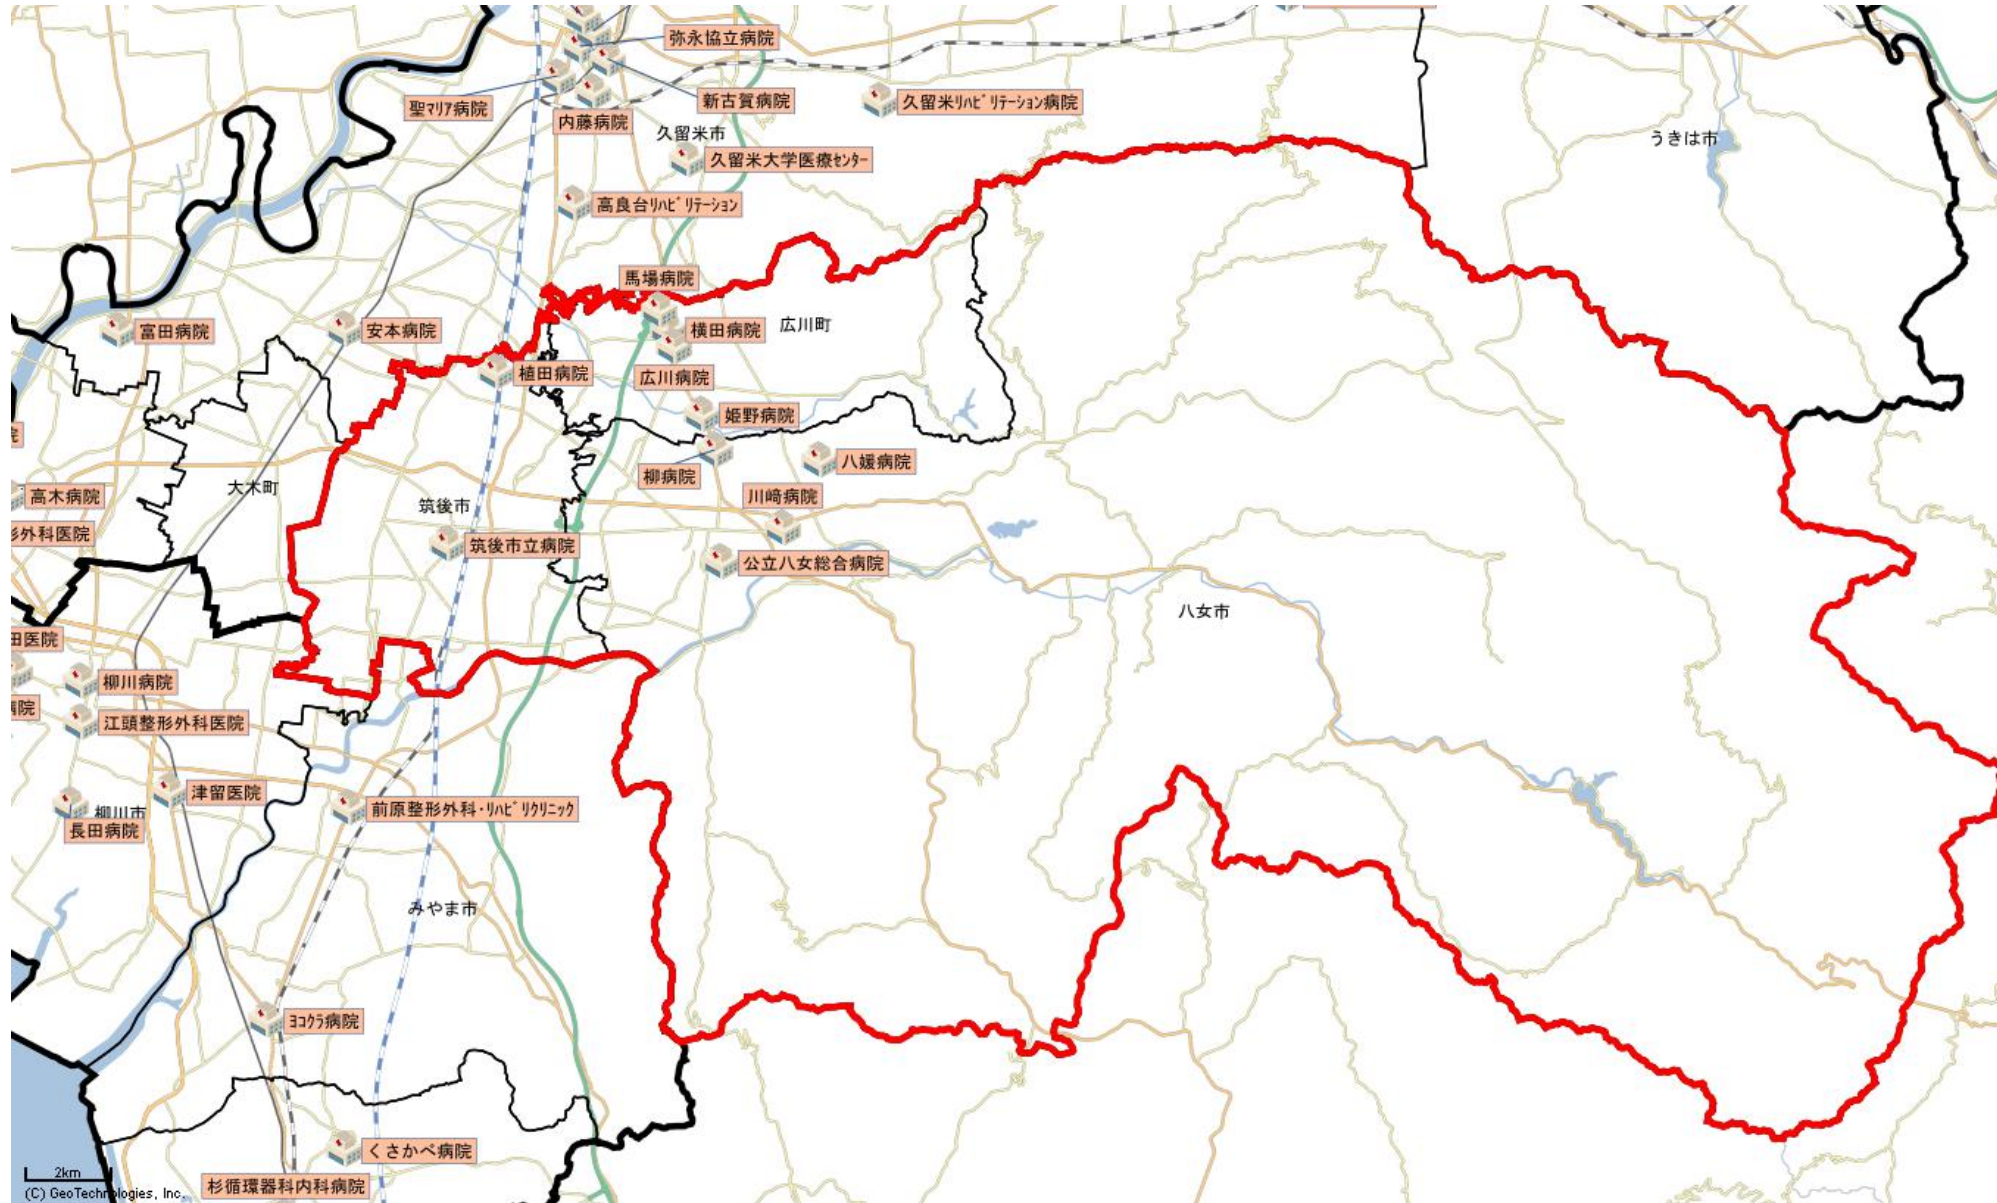 弥永協立病院
聖マリア病院
新古賀病院
久留米リハビリテーション病院
内藤病院
久留米市
うきは市
久留米大学医療センター
高良台リハビリテーション
馬場病院
富田病院
安本病院
横田病院
広川町
植田病院
広川病院
姫野病院
柳病院
八媛病院
大木町
高木病院
川﨑病院
筑後市
形外科医院
筑後市立病院
公立八女総合病院
八女市
田医院
柳川病院
病院
江頭整形外科医院
津留医院
前原整形外科・リハビリクリニック
柳川市
長田病院
みやま市
ヨコクラ病院
くさかべ病院
杉循環器科内科病院
2km
(C) GeoTechnologies, Inc.